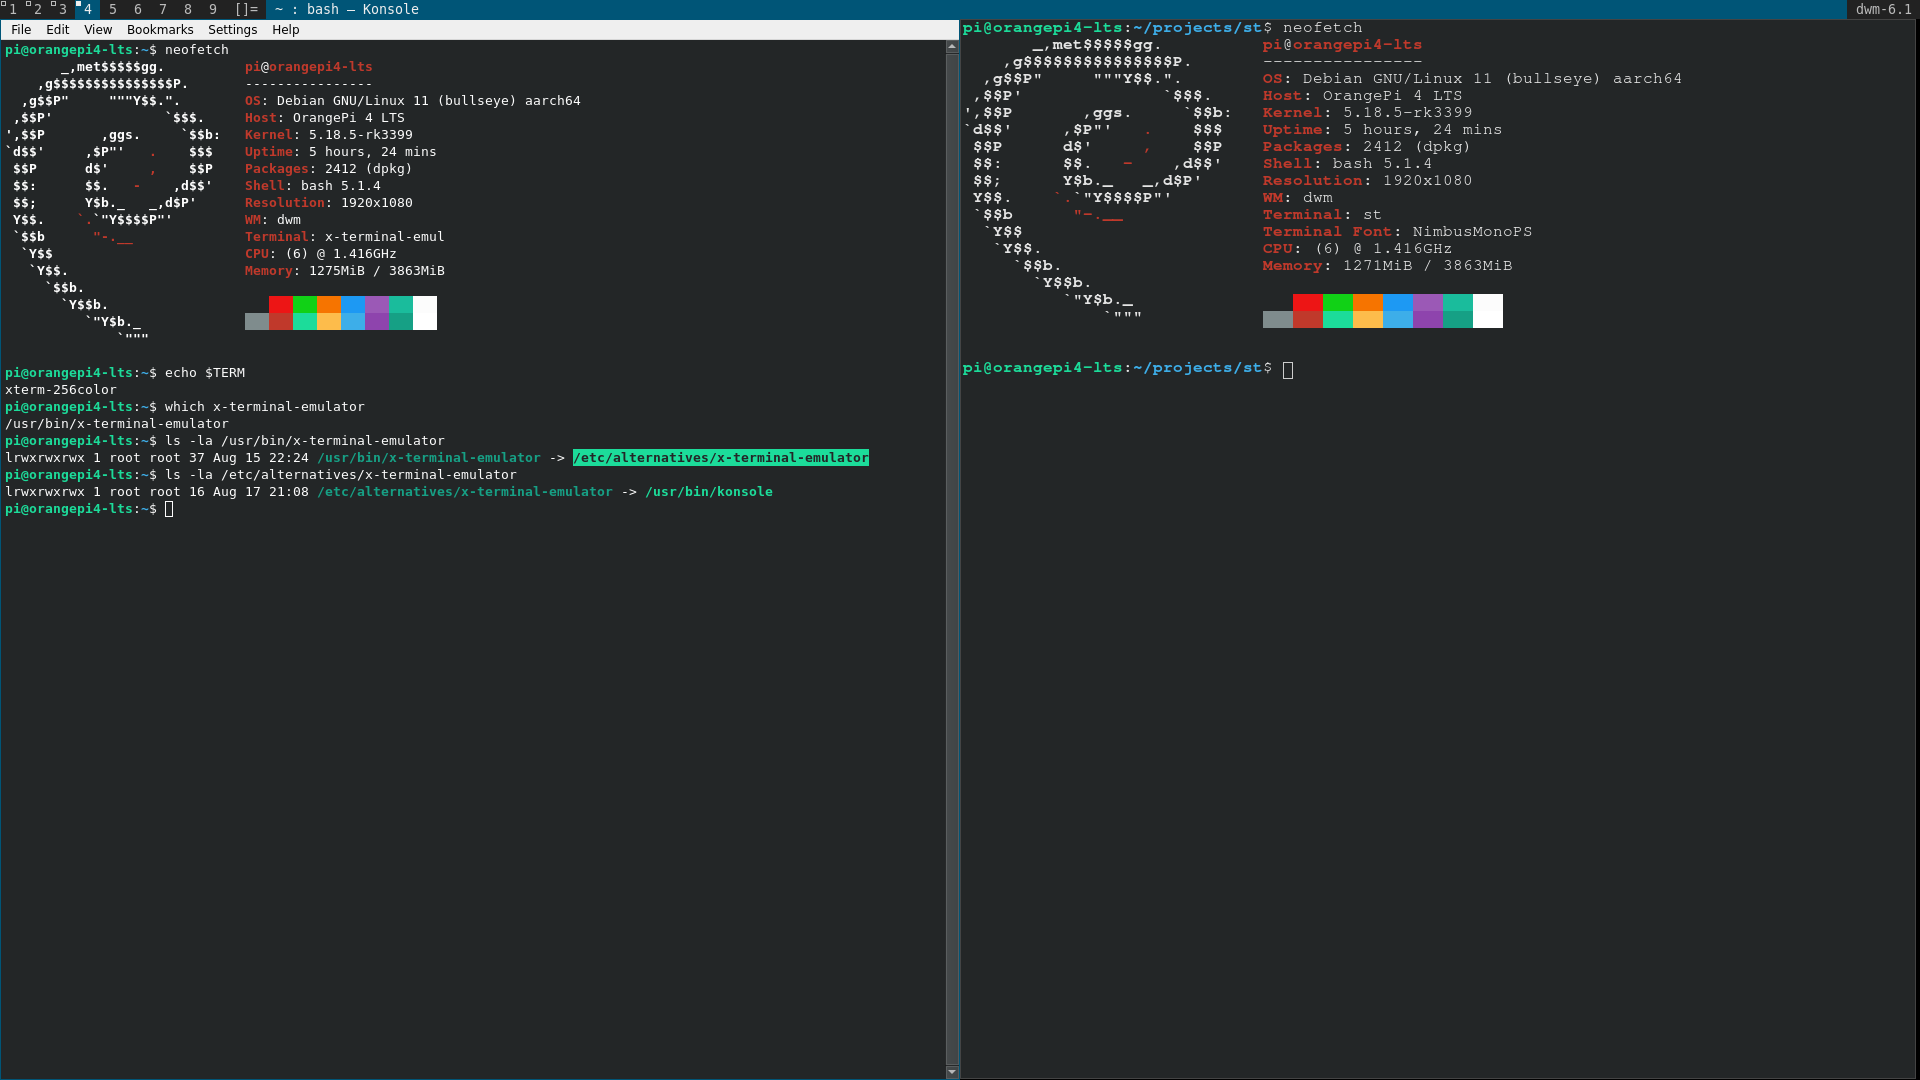 1 2 3 4 5 6 7 8 9 []= ~ : bash — Konsole dwm-6.1
File Edit View Bookmarks Settings Help
pi@orangepi4-lts:~$ neofetch
       _,met$$$$$gg.          pi@orangepi4-lts
    ,g$$$$$$$$$$$$$$$P.       ----------------
  ,g$$P"     """Y$$.".        OS: Debian GNU/Linux 11 (bullseye) aarch64
 ,$$P'              `$$$.     Host: OrangePi 4 LTS
',$$P       ,ggs.     `$$b:   Kernel: 5.18.5-rk3399
`d$$'     ,$P"'   .    $$$    Uptime: 5 hours, 24 mins
 $$P      d$'     ,    $$P    Packages: 2412 (dpkg)
 $$:      $$.   -    ,d$$'    Shell: bash 5.1.4
 $$;      Y$b._   _,d$P'      Resolution: 1920x1080
 Y$$.    `.`"Y$$$$P"'         WM: dwm
 `$$b      "-.__              Terminal: x-terminal-emul
  `Y$$                        CPU: (6) @ 1.416GHz
   `Y$$.                      Memory: 1275MiB / 3863MiB
     `$$b.
       `Y$$b.
          `"Y$b._
              `"""
pi@orangepi4-lts:~$ echo $TERM
xterm-256color
pi@orangepi4-lts:~$ which x-terminal-emulator
/usr/bin/x-terminal-emulator
pi@orangepi4-lts:~$ ls -la /usr/bin/x-terminal-emulator
lrwxrwxrwx 1 root root 37 Aug 15 22:24 /usr/bin/x-terminal-emulator -> /etc/alternatives/x-terminal-emulator
pi@orangepi4-lts:~$ ls -la /etc/alternatives/x-terminal-emulator
lrwxrwxrwx 1 root root 16 Aug 17 21:08 /etc/alternatives/x-terminal-emulator -> /usr/bin/konsole
pi@orangepi4-lts:~$
pi@orangepi4-lts:~/projects/st$ neofetch
       _,met$$$$$gg.          pi@orangepi4-lts
    ,g$$$$$$$$$$$$$$$P.       ----------------
  ,g$$P"     """Y$$.".        OS: Debian GNU/Linux 11 (bullseye) aarch64
 ,$$P'              `$$$.     Host: OrangePi 4 LTS
',$$P       ,ggs.     `$$b:   Kernel: 5.18.5-rk3399
`d$$'     ,$P"'   .    $$$    Uptime: 5 hours, 24 mins
 $$P      d$'     ,    $$P    Packages: 2412 (dpkg)
 $$:      $$.   -    ,d$$'    Shell: bash 5.1.4
 $$;      Y$b._   _,d$P'      Resolution: 1920x1080
 Y$$.    `.`"Y$$$$P"'         WM: dwm
 `$$b      "-.__              Terminal: st
  `Y$$                        Terminal Font: NimbusMonoPS
   `Y$$.                      CPU: (6) @ 1.416GHz
     `$$b.                    Memory: 1271MiB / 3863MiB
       `Y$$b.
          `"Y$b._
              `"""
pi@orangepi4-lts:~/projects/st$